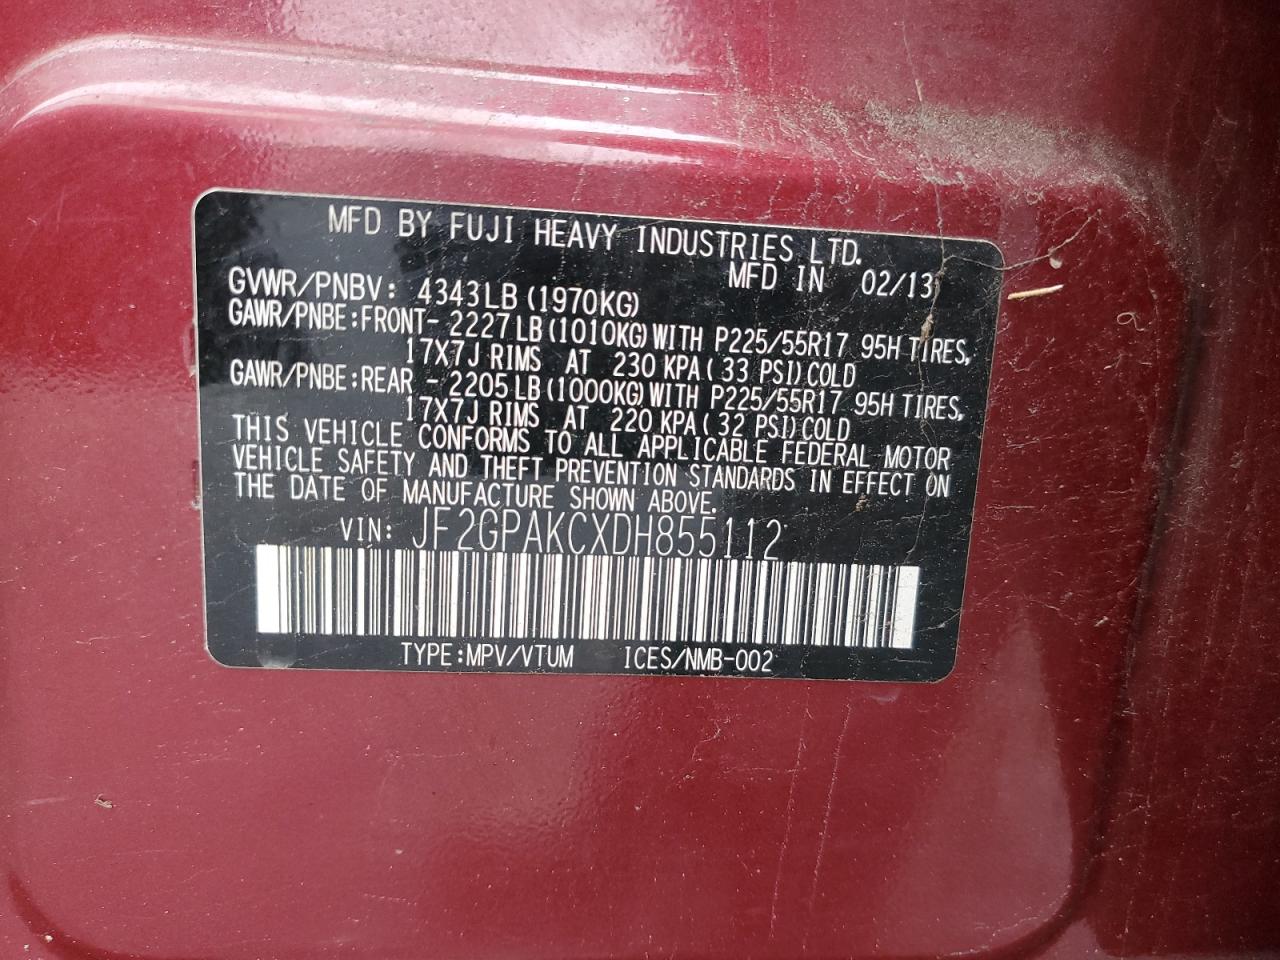 MFD BY FUJI HEAVY INDUSTRIES LTD.
MFD IN 02/13
GVWR/PNBV: 4343LB(1970KG)
GAWR/PNBE:FRONT- 2227LB(1010KG)WITH P225/55R17 95H TIRES,
17X7J RIMS AT 230 KPA(33 PSI)COLD
GAWR/PNBE:REAR - 2205LB(1000KG)WITH P225/55R17 95H TIRES,
17X7J RIMS AT 220 KPA(32 PSI)COLD
THIS VEHICLE CONFORMS TO ALL APPLICABLE FEDERAL MOTOR
VEHICLE SAFETY AND THEFT PREVENTION STANDARDS IN EFFECT ON
THE DATE OF MANUFACTURE SHOWN ABOVE.
VIN: JF2GPAKCXDH855112
TYPE:MPV/VTUM ICES/NMB-002